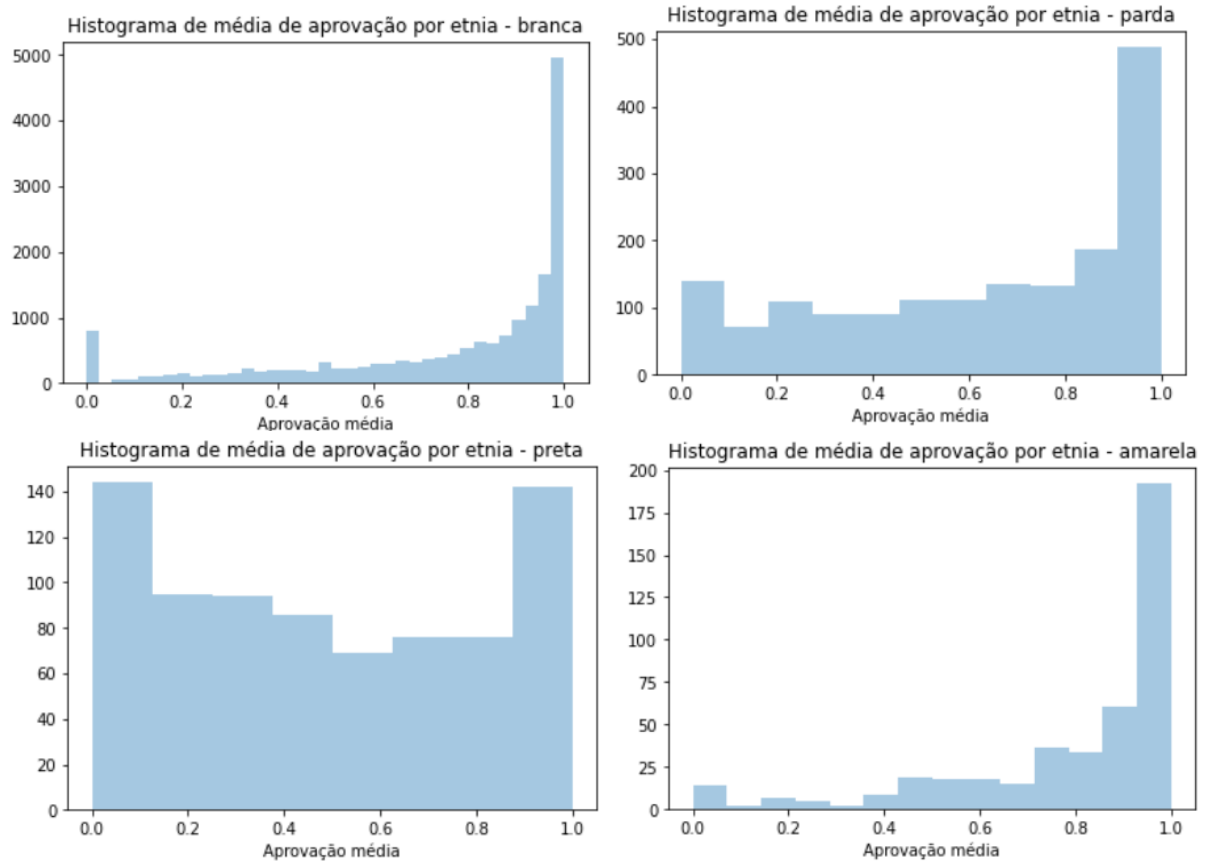 Histograma de média de aprovação por etnia - branca
5000
4000
3000
2000
1000
0
0.0 0.2 0.4 0.6 0.8 1.0
Aprovação média
Histograma de média de aprovação por etnia - parda
500
400
300
200
100
0
0.0 0.2 0.4 0.6 0.8 1.0
Aprovação média
Histograma de média de aprovação por etnia - preta
140
120
100
80
60
40
20
0
0.0 0.2 0.4 0.6 0.8 1.0
Aprovação média
Histograma de média de aprovação por etnia - amarela
200
175
150
125
100
75
50
25
0
0.0 0.2 0.4 0.6 0.8 1.0
Aprovação média